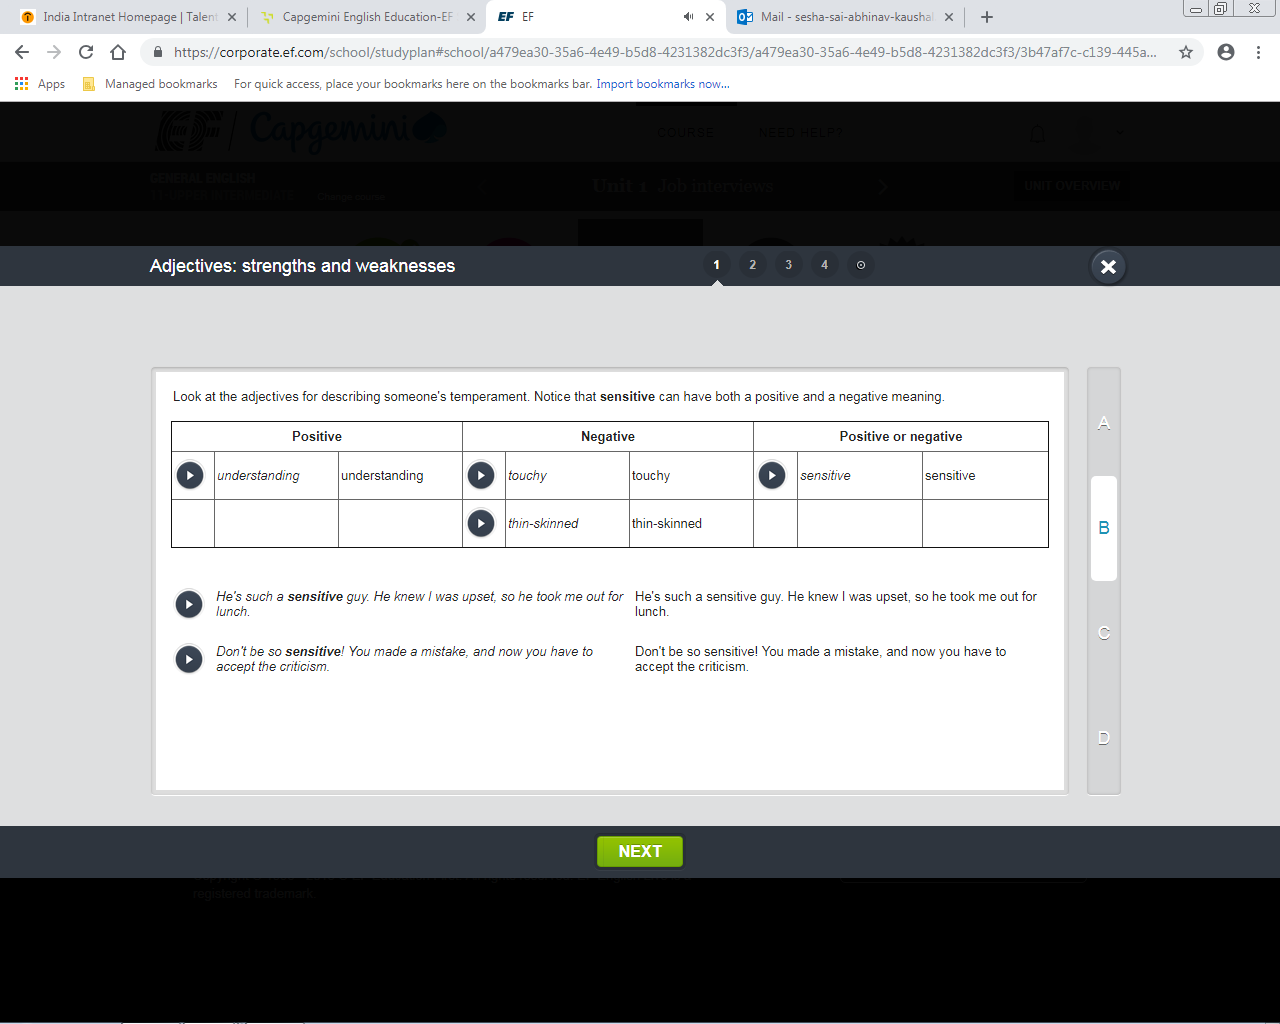 India Intranet Homepage | Talent
Capgemini English Education-EF
EF EF
Mail - sesha-sai-abhinav-kaushal
https://corporate.ef.com/school/studyplan#school/a479ea30-35a6-4e49-b5d8-4231382dc3f3/a479ea30-35a6-4e49-b5d8-4231382dc3f3/3b47af7c-c139-445a...
Apps Managed bookmarks For quick access, place your bookmarks here on the bookmarks bar. Import bookmarks now...
EF Capgemini
COURSE NEED HELP?
GENERAL ENGLISH
Unit 1 Job interviews
UNIT OVERVIEW
Change course
Adjectives: strengths and weaknesses 1 2 3 4
Look at the adjectives for describing someone's temperament. Notice that sensitive can have both a positive and a negative meaning.
Positive Negative Positive or negative
understanding understanding touchy touchy sensitive sensitive
thin-skinned thin-skinned
He's such a sensitive guy. He knew I was upset, so he took me out for
lunch.
He's such a sensitive guy. He knew I was upset, so he took me out for
lunch.
Don't be so sensitive! You made a mistake, and now you have to
accept the criticism.
Don't be so sensitive! You made a mistake, and now you have to
accept the criticism.
A
B
C
D
NEXT
registered trademark